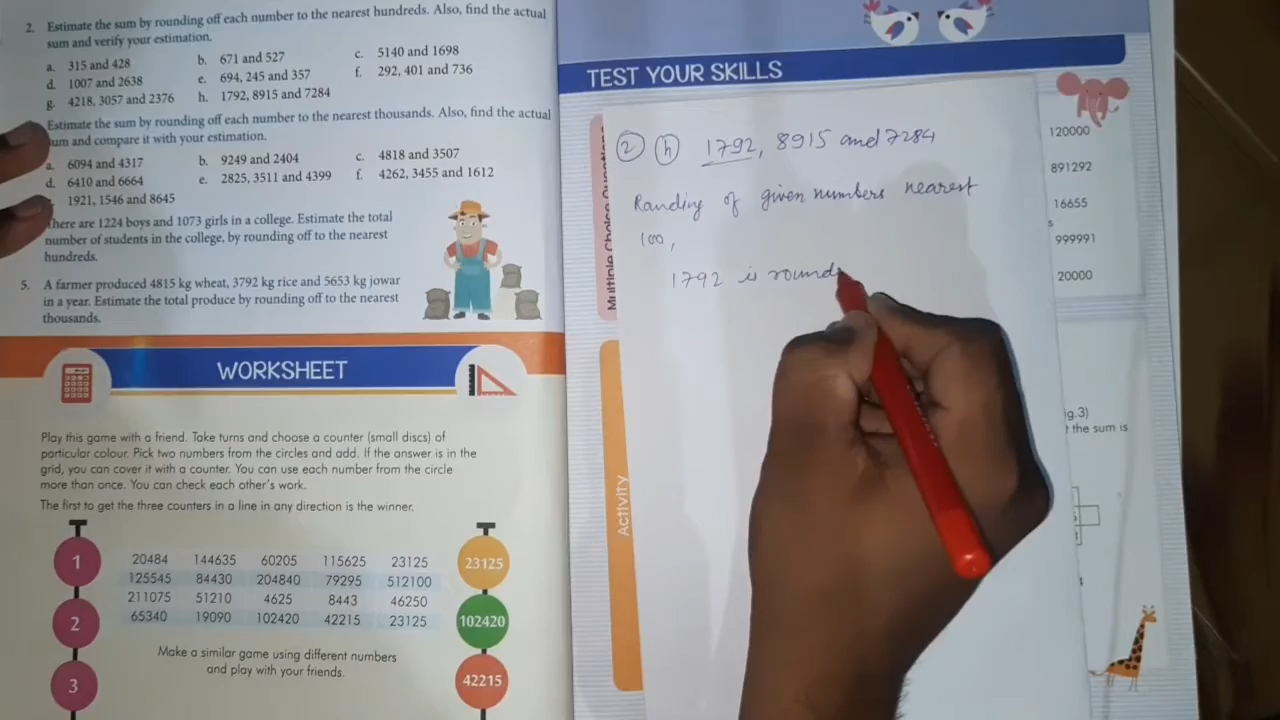 2. Estimate the sum by rounding off each number to the nearest hundreds. Also, find the actual
sum and verify your estimation.
a. 315 and 428
b. 671 and 527
c. 5140 and 1698
d. 1007 and 2638
e. 694, 245 and 357
f. 292, 401 and 736
g. 4218, 3057 and 2376
h. 1792, 8915 and 7284
Estimate the sum by rounding off each number to the nearest thousands. Also, find the actual
sum and compare it with your estimation.
a. 6094 and 4317
b. 9249 and 2404
c. 4818 and 3507
d. 6410 and 6664
e. 2825, 3511 and 4399
f. 4262, 3455 and 1612
1921, 1546 and 8645
There are 1224 boys and 1073 girls in a college. Estimate the total
number of students in the college, by rounding off to the nearest
hundreds.
5. A farmer produced 4815 kg wheat, 3792 kg rice and 5653 kg jowar
in a year. Estimate the total produce by rounding off to the nearest
thousands.
WORKSHEET
Play this game with a friend. Take turns and choose a counter (small discs) of
particular colour. Pick two numbers from the circles and add. If the answer is in the
grid, you can cover it with a counter. You can use each number from the circle
more than once. You can check each other's work.
The first to get the three counters in a line in any direction is the winner.
1
2
3
20484 144635 60205 115625 23125
125545 84430 204840 79295 512100
211075 51210 4625 8443 46250
65340 19090 102420 42215 23125
23125
102420
42215
Make a similar game using different numbers
and play with your friends.
TEST YOUR SKILLS
Multiple Choice
Activity
2 h 1792, 8915 and 7284
Randing of given numbers nearest
100,
1792 is round
120000
891292
16655
s
999991
20000
ig.3)
the sum is